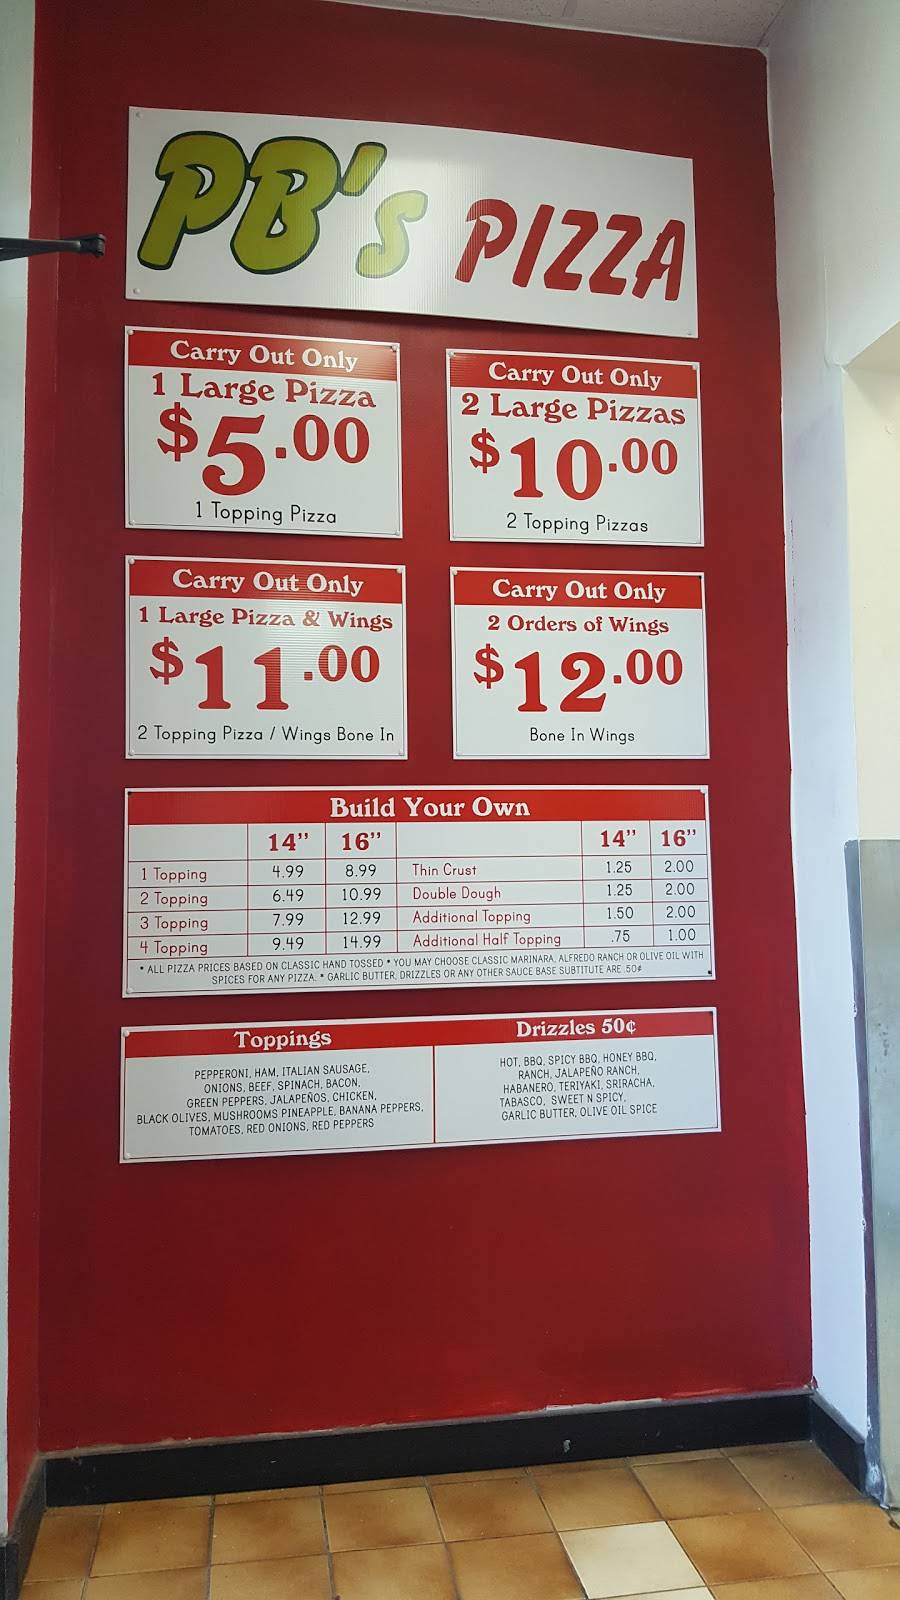 PB's PIZZA
Carry Out Only
1 Large Pizza
$5.00
1 Topping Pizza
Carry Out Only
2 Large Pizzas
$10.00
2 Topping Pizzas
Carry Out Only
1 Large Pizza & Wings
$11.00
2 Topping Pizza / Wings Bone In
Carry Out Only
2 Orders of Wings
$12.00
Bone In Wings
Build Your Own
14" 16" 14" 16"
1 Topping 4.99 8.99 Thin Crust 1.25 2.00
2 Topping 6.49 10.99 Double Dough 1.25 2.00
3 Topping 7.99 12.99 Additional Topping 1.50 2.00
4 Topping 9.49 14.99 Additional Half Topping .75 1.00
* ALL PIZZA PRICES BASED ON CLASSIC HAND TOSSED * YOU MAY CHOOSE CLASSIC MARINARA, ALFREDO RANCH OR OLIVE OIL WITH
SPICES FOR ANY PIZZA. * GARLIC BUTTER, DRIZZLES OR ANY OTHER SAUCE BASE SUBTITUTE ARE .50¢
Toppings
PEPPERONI, HAM, ITALIAN SAUSAGE,
ONIONS, BEEF, SPINACH, BACON,
GREEN PEPPERS, JALAPEÑOS, CHICKEN,
BLACK OLIVES, MUSHROOMS PINEAPPLE, BANANA PEPPERS,
TOMATOES, RED ONIONS, RED PEPPERS
Drizzles 50¢
HOT, BBQ, SPICY BBQ, HONEY BBQ,
RANCH, JALAPEÑO RANCH,
HABANERO, TERIYAKI, SRIRACHA,
TABASCO, SWEET N SPICY,
GARLIC BUTTER, OLIVE OIL SPICE